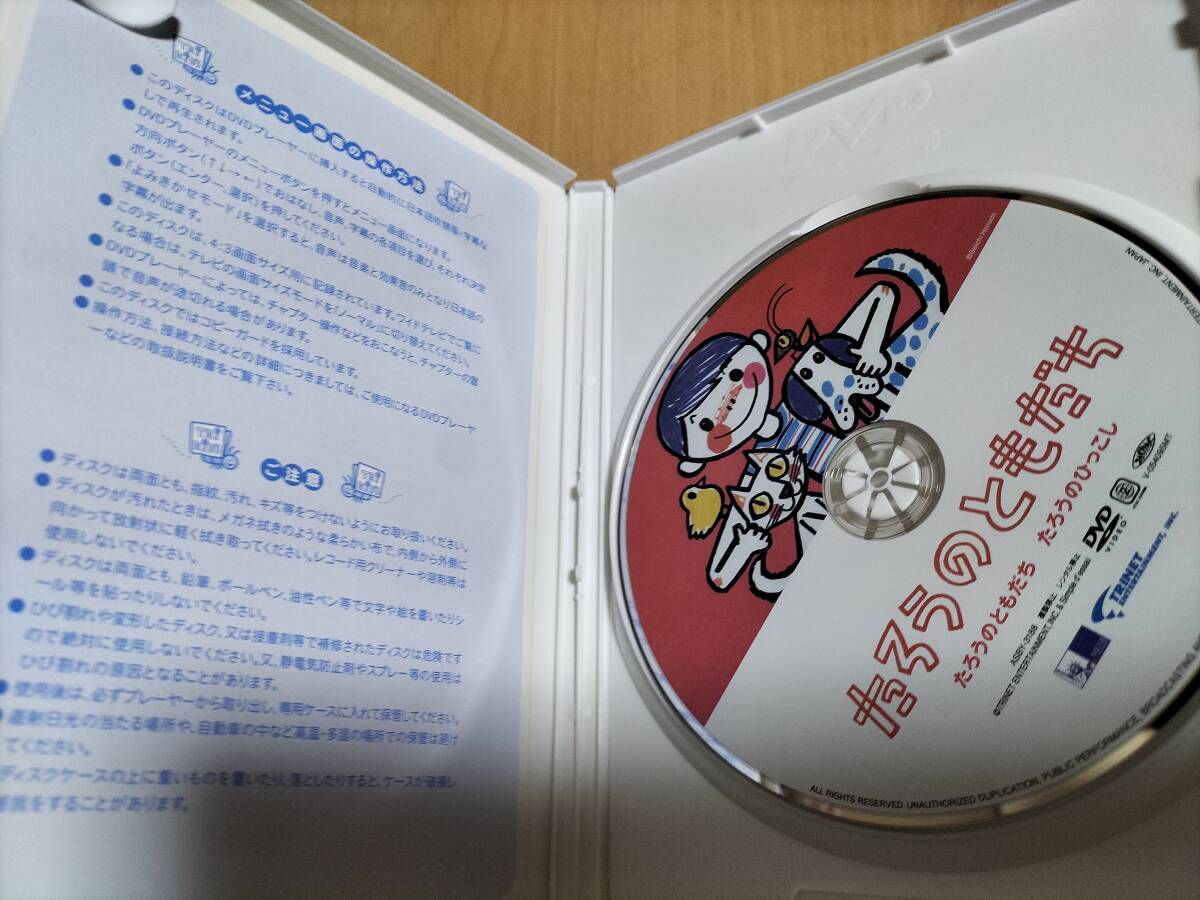 メニュー画面の操作方法
●このディスクはDVDプレーヤーに挿入すると自動的に日本語吹替版・字幕な
しで再生されます。
●DVDプレーヤーのメニューボタンを押すとメニュー画面になります。
方向ボタン(↑↓→←)でおはなし、音声、字幕の各項目を選び、それぞれ決定
ボタン(エンター、選択)を押してください。
●「よみきかせモード」を選択すると、音声は音楽と効果音のみとなり日本語の
字幕が出ます。
●このディスクは、4:3画面サイズ用に記録されています。ワイドテレビでご覧に
なる場合は、テレビの画面サイズモードを「ノーマル」に切り替えてください。
●DVDプレーヤーによっては、チャプター操作などをおこなうと、チャプターの冒
頭で音声が途切れる場合があります。
●このディスクではコピーガードを採用しています。
●操作方法、接続方法などの詳細につきましては、ご使用になるDVDプレーヤ
ーなどの取扱説明書をご覧下さい。
ご注意
●ディスクは両面とも、指紋、汚れ、キズ等をつけないようにお取り扱いください。
●ディスクが汚れたときは、メガネ拭きのような柔らかい布で、内側から外側に
向かって放射状に軽く拭き取ってください。レコード用クリーナーや溶剤等は
使用しないでください。
●ディスクは両面とも、鉛筆、ボールペン、油性ペン等で文字や絵を書いたりシ
ール等を貼ったりしないでください。
●ひび割れや変形したディスク、又は接着剤等で補修されたディスクは危険です
ので絶対に使用しないでください。又、静電気防止剤やスプレー等の使用は
ひび割れの原因となることがあります。
●使用後は、必ずプレーヤーから取り出し、専用ケースに入れて保管してください。
●直射日光の当たる場所や、自動車の中など高温・多湿の場所での保管は避け
てください。
ディスクケースの上に重いものを置いたり、落としたりすると、ケースが破損し
怪我をすることがあります。
DVD
TM
©Seiichi Horiuchi
たろうのともだち
たろうのともだち たろうのひっこし
ASBY-3188 複製禁止 レンタル禁止
©TRINET ENTERTAINMENT, INC. & Simple d'essai
DVD
VIDEO
V-05409SMT
TRINET
ENTERTAINMENT, INC.
ALL RIGHTS RESERVED. UNAUTHORIZED DUPLICATION, PUBLIC PERFORMANCE, BROADCASTING
ERTAINMENT, INC. JAPAN.